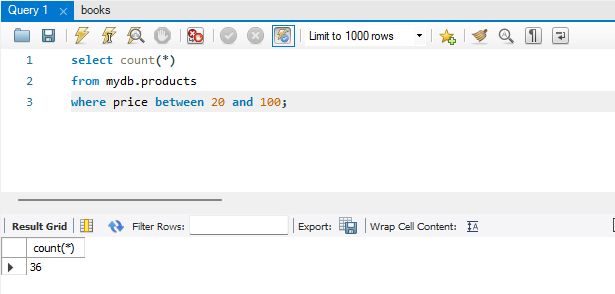 Query 1 books
Limit to 1000 rows
1 select count(*)
2 from mydb.products
3 where price between 20 and 100;
Result Grid Filter Rows: Export: Wrap Cell Content: IA
count(*)
36